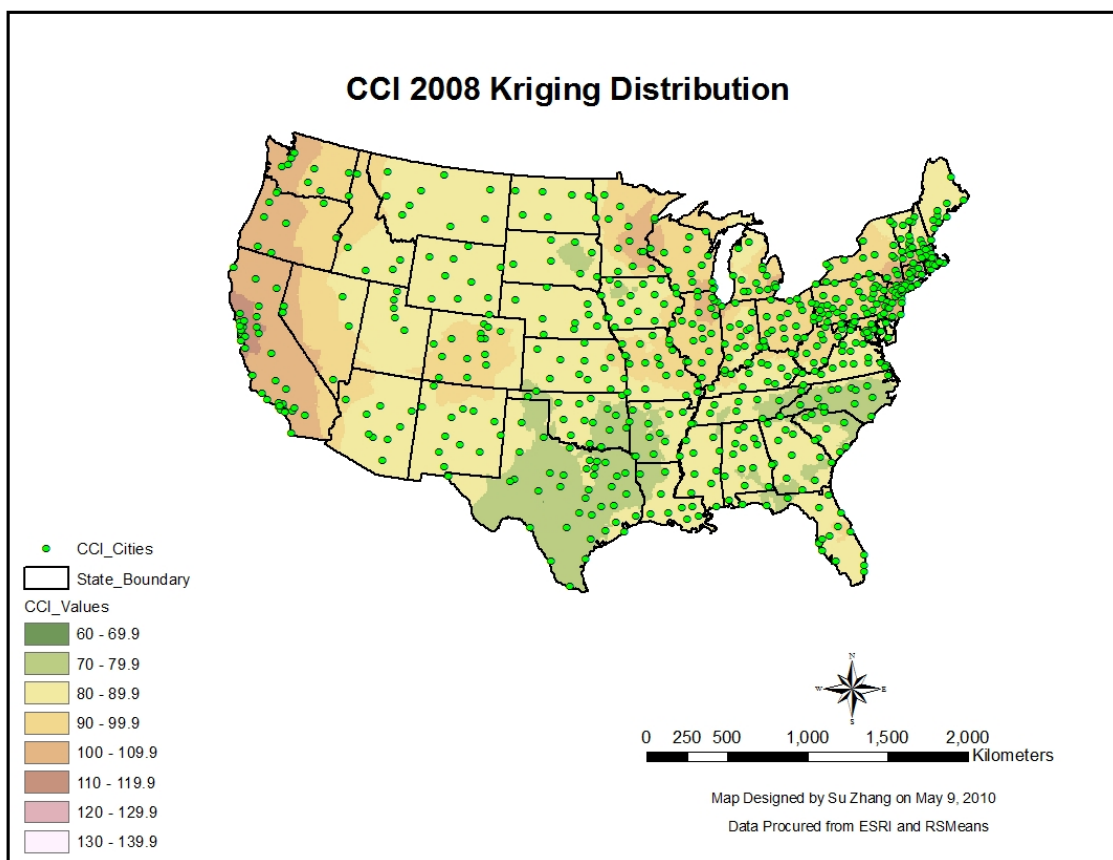 CCI 2008 Kriging Distribution
CCI_Cities
State_Boundary
CCI_Values
60 - 69.9
70 - 79.9
80 - 89.9
90 - 99.9
100 - 109.9
110 - 119.9
120 - 129.9
130 - 139.9
N
W E
S
0 250 500 1,000 1,500 2,000
Kilometers
Map Designed by Su Zhang on May 9, 2010
Data Procured from ESRI and RSMeans